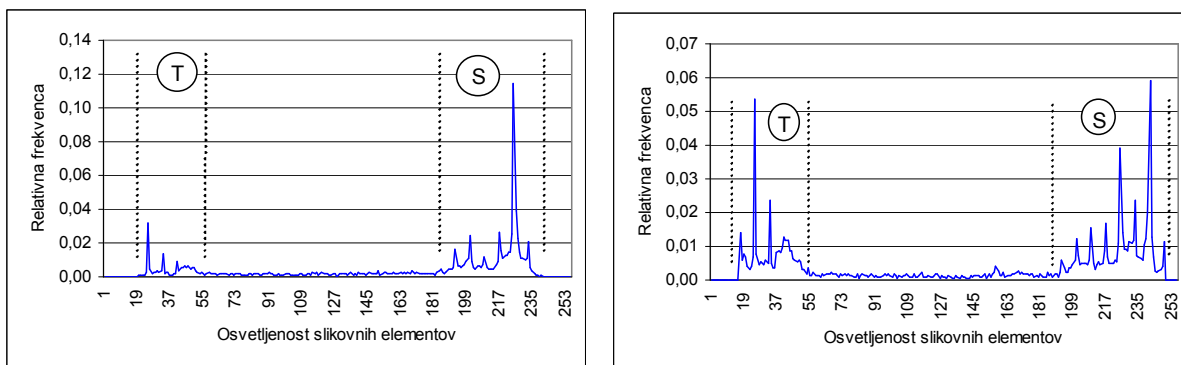 0,14
0,12
0,10
0,08
0,06
0,04
0,02
0,00
Relativna frekvenca
T
S
1 19 37 55 73 91 109 127 145 163 181 199 217 235 253
Osvetljenost slikovnih elementov
0,07
0,06
0,05
0,04
0,03
0,02
0,01
0,00
Relativna frekvenca
T
S
1 19 37 55 73 91 109 127 145 163 181 199 217 235 253
Osvetljenost slikovnih elementov